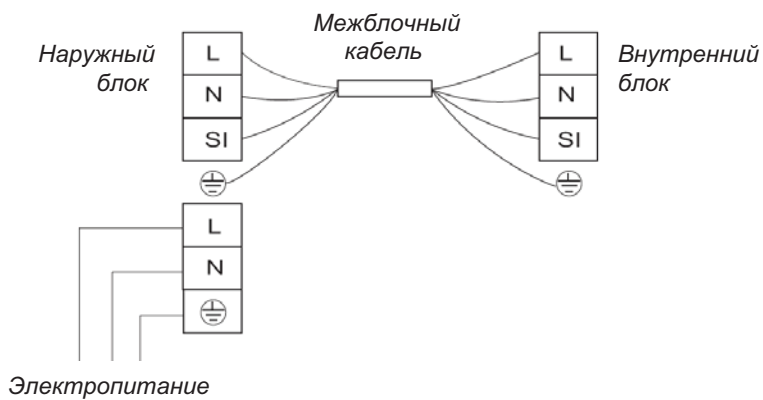 Межблочный
кабель
Наружный
блок
Внутренний
блок
L
N
SI
L
N
SI
L
N
Электропитание